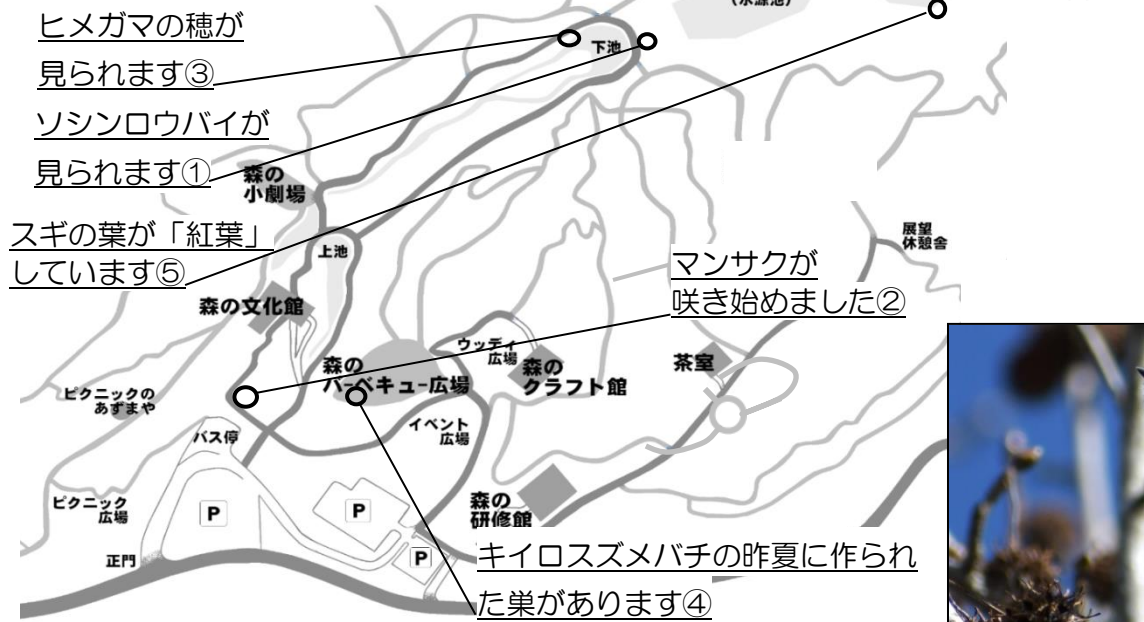 (水源池)
ヒメガマの穂が
見られます③
下池
ソシンロウバイが
見られます①
森の
小劇場
スギの葉が「紅葉」
しています⑤
上池
展望
休憩舎
マンサクが
咲き始めました②
森の文化館
ウッディ
広場
森の
バーベキュー広場
森の
クラフト館
茶室
ピクニックの
あずまや
イベント
広場
バス停
ピクニック
広場
P
P
森の
研修館
正門
P
キイロスズメバチの昨夏に作られ
た巣があります④